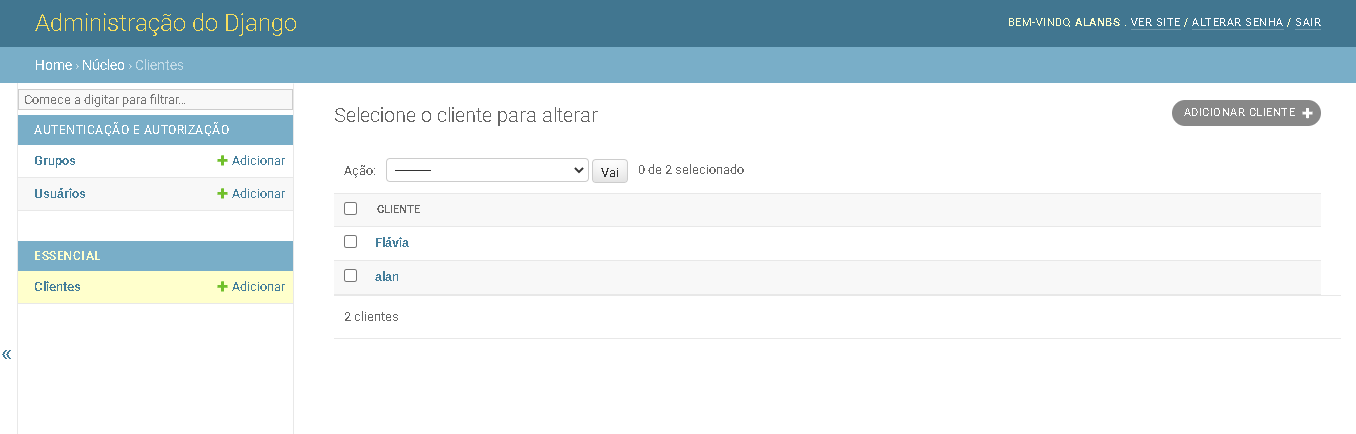 Administração do Django
BEM-VINDO, ALANBS . VER SITE / ALTERAR SENHA / SAIR
Home › Núcleo › Clientes
Comece a digitar para filtrar...
AUTENTICAÇÃO E AUTORIZAÇÃO
Grupos + Adicionar
Usuários + Adicionar
ESSENCIAL
Clientes + Adicionar
«
Selecione o cliente para alterar
ADICIONAR CLIENTE +
Ação: --------- Vai 0 de 2 selecionado
CLIENTE
Flávia
alan
2 clientes